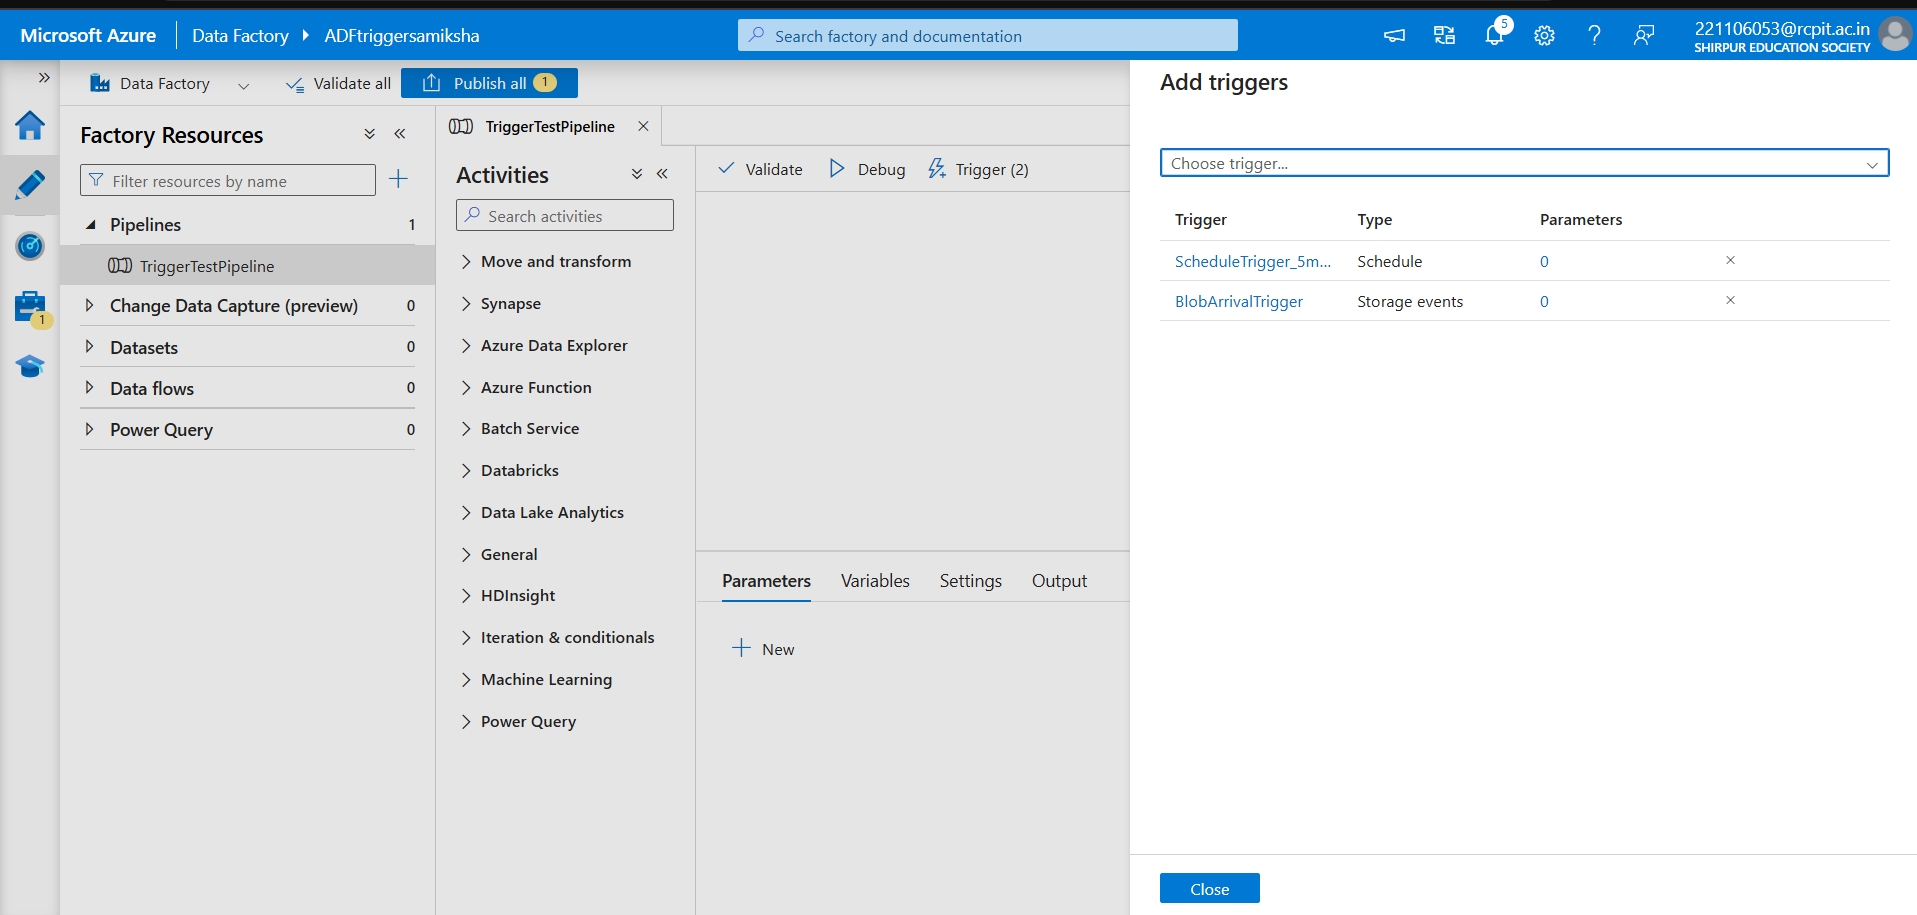 Microsoft Azure
Data Factory
ADFtriggersamiksha
Search factory and documentation
5
221106053@rcpit.ac.in
SHIRPUR EDUCATION SOCIETY
Data Factory
Validate all
Publish all
1
1
Factory Resources
Filter resources by name
Pipelines 1
TriggerTestPipeline
Change Data Capture (preview) 0
Datasets 0
Data flows 0
Power Query 0
TriggerTestPipeline
Activities
Search activities
Move and transform
Synapse
Azure Data Explorer
Azure Function
Batch Service
Databricks
Data Lake Analytics
General
HDInsight
Iteration & conditionals
Machine Learning
Power Query
Validate
Debug
Trigger (2)
Parameters Variables Settings Output
New
Add triggers
Choose trigger...
Trigger Type Parameters
ScheduleTrigger_5m... Schedule 0
BlobArrivalTrigger Storage events 0
Close